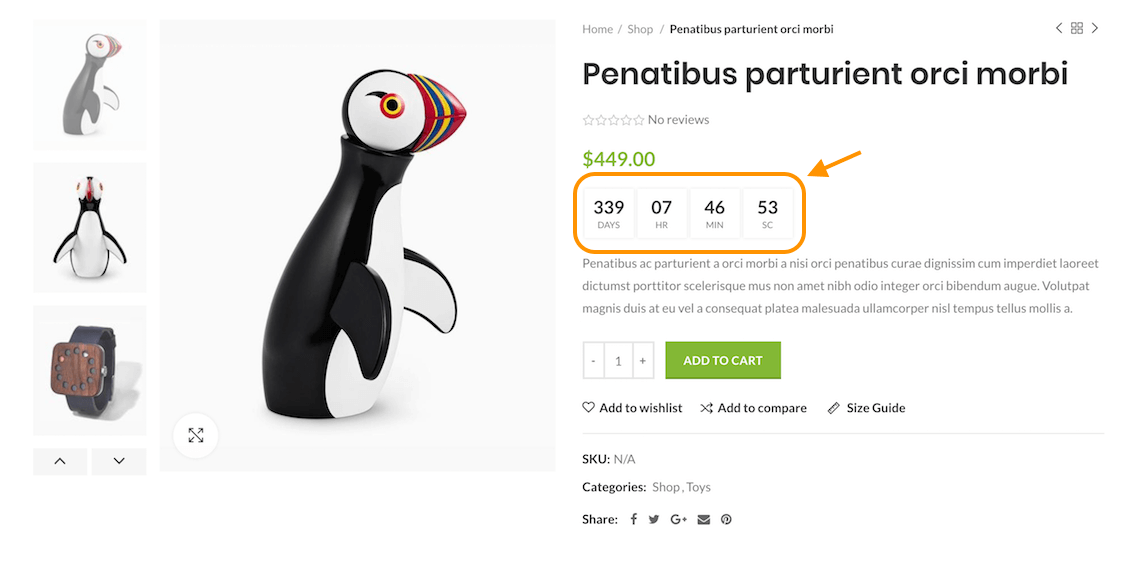 Home / Shop / Penatibus parturient orci morbi
Penatibus parturient orci morbi
No reviews
$449.00
339 07 46 53
DAYS HR MIN SC
Penatibus ac parturient a orci morbi a nisi orci penatibus curae dignissim cum imperdiet laoreet
dictumst porttitor scelerisque mus non amet nibh odio integer orci bibendum augue. Volutpat
magnis duis at eu vel a consequat platea malesuada ullamcorper nisl tempus tellus mollis a.
- 1 + ADD TO CART
Add to wishlist Add to compare Size Guide
SKU: N/A
Categories: Shop , Toys
Share: f G+